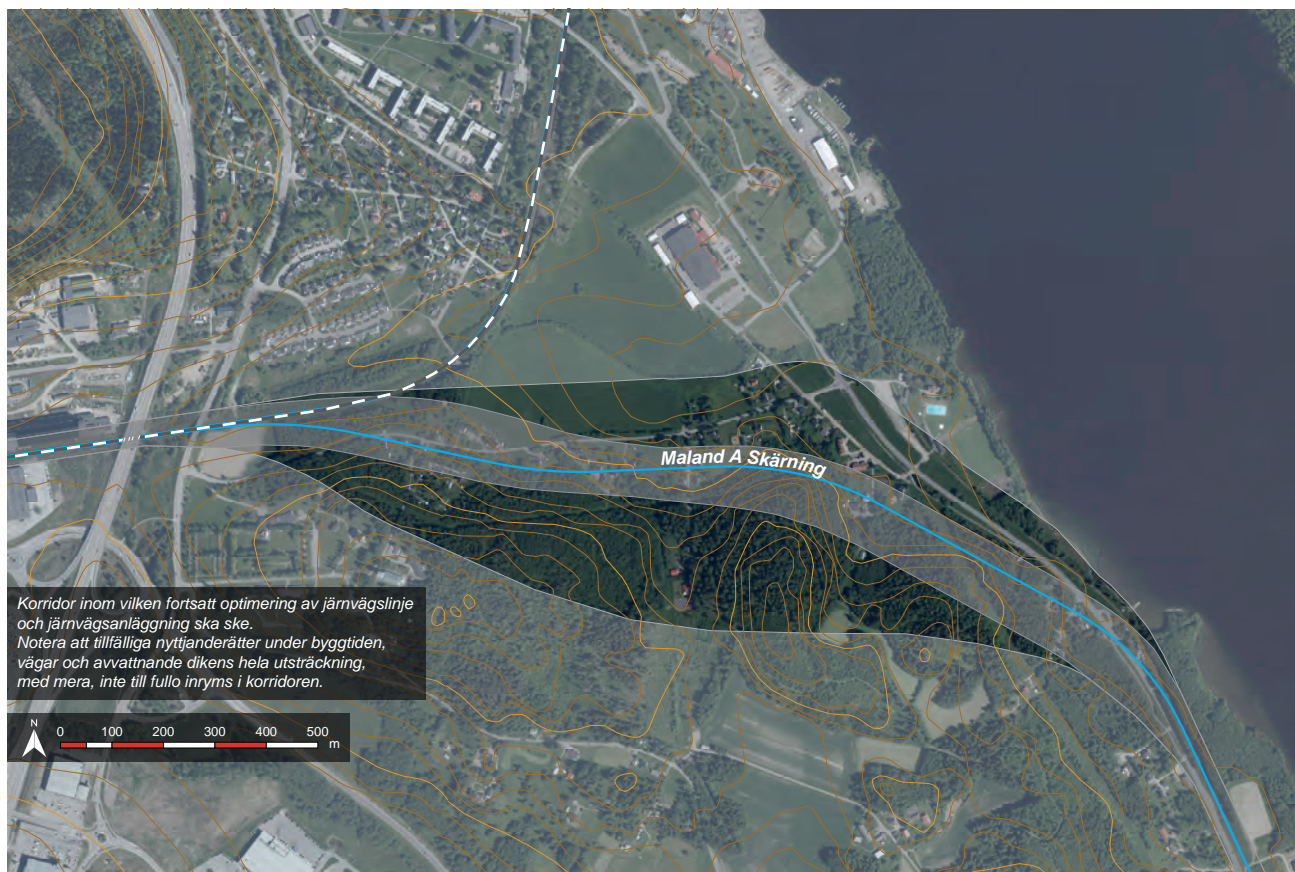 Maland A Skärning
Korridor inom vilken fortsatt optimering av järnvägslinje
och järnvägsanläggning ska ske.
Notera att tillfälliga nyttjanderätter under byggtiden,
vägar och avvattnande dikens hela utsträckning,
med mera, inte till fullo inryms i korridoren.
N
0 100 200 300 400 500
m